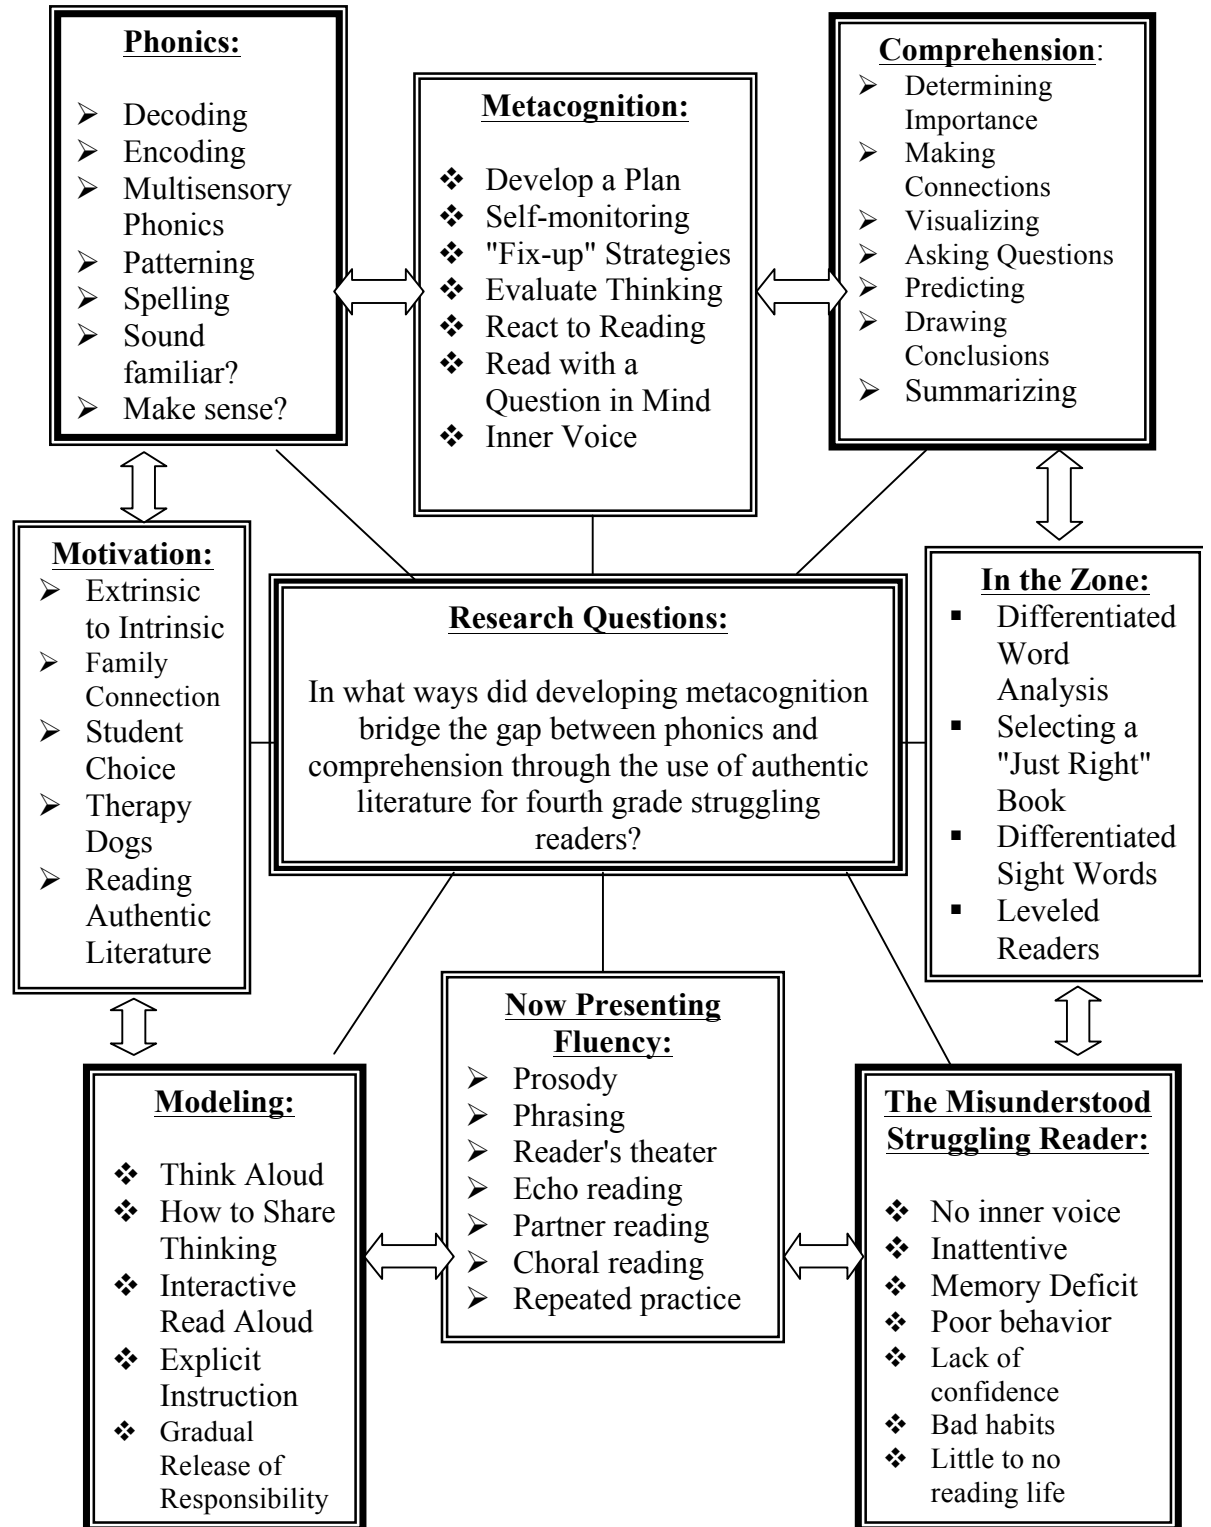 Phonics:
➢ Decoding
➢ Encoding
➢ Multisensory
Phonics
➢ Patterning
➢ Spelling
➢ Sound
familiar?
➢ Make sense?
Metacognition:
❖ Develop a Plan
❖ Self-monitoring
❖ "Fix-up" Strategies
❖ Evaluate Thinking
❖ React to Reading
❖ Read with a
Question in Mind
❖ Inner Voice
Comprehension:
➢ Determining
Importance
➢ Making
Connections
➢ Visualizing
➢ Asking Questions
➢ Predicting
➢ Drawing
Conclusions
➢ Summarizing
Motivation:
➢ Extrinsic
to Intrinsic
➢ Family
Connection
➢ Student
Choice
➢ Therapy
Dogs
➢ Reading
Authentic
Literature
Research Questions:
In what ways did developing metacognition
bridge the gap between phonics and
comprehension through the use of authentic
literature for fourth grade struggling
readers?
In the Zone:
▪ Differentiated
Word
Analysis
▪ Selecting a
"Just Right"
Book
▪ Differentiated
Sight Words
▪ Leveled
Readers
Modeling:
❖ Think Aloud
❖ How to Share
Thinking
❖ Interactive
Read Aloud
❖ Explicit
Instruction
❖ Gradual
Release of
Responsibility
Now Presenting
Fluency:
➢ Prosody
➢ Phrasing
➢ Reader's theater
➢ Echo reading
➢ Partner reading
➢ Choral reading
➢ Repeated practice
The Misunderstood
Struggling Reader:
❖ No inner voice
❖ Inattentive
❖ Memory Deficit
❖ Poor behavior
❖ Lack of
confidence
❖ Bad habits
❖ Little to no
reading life